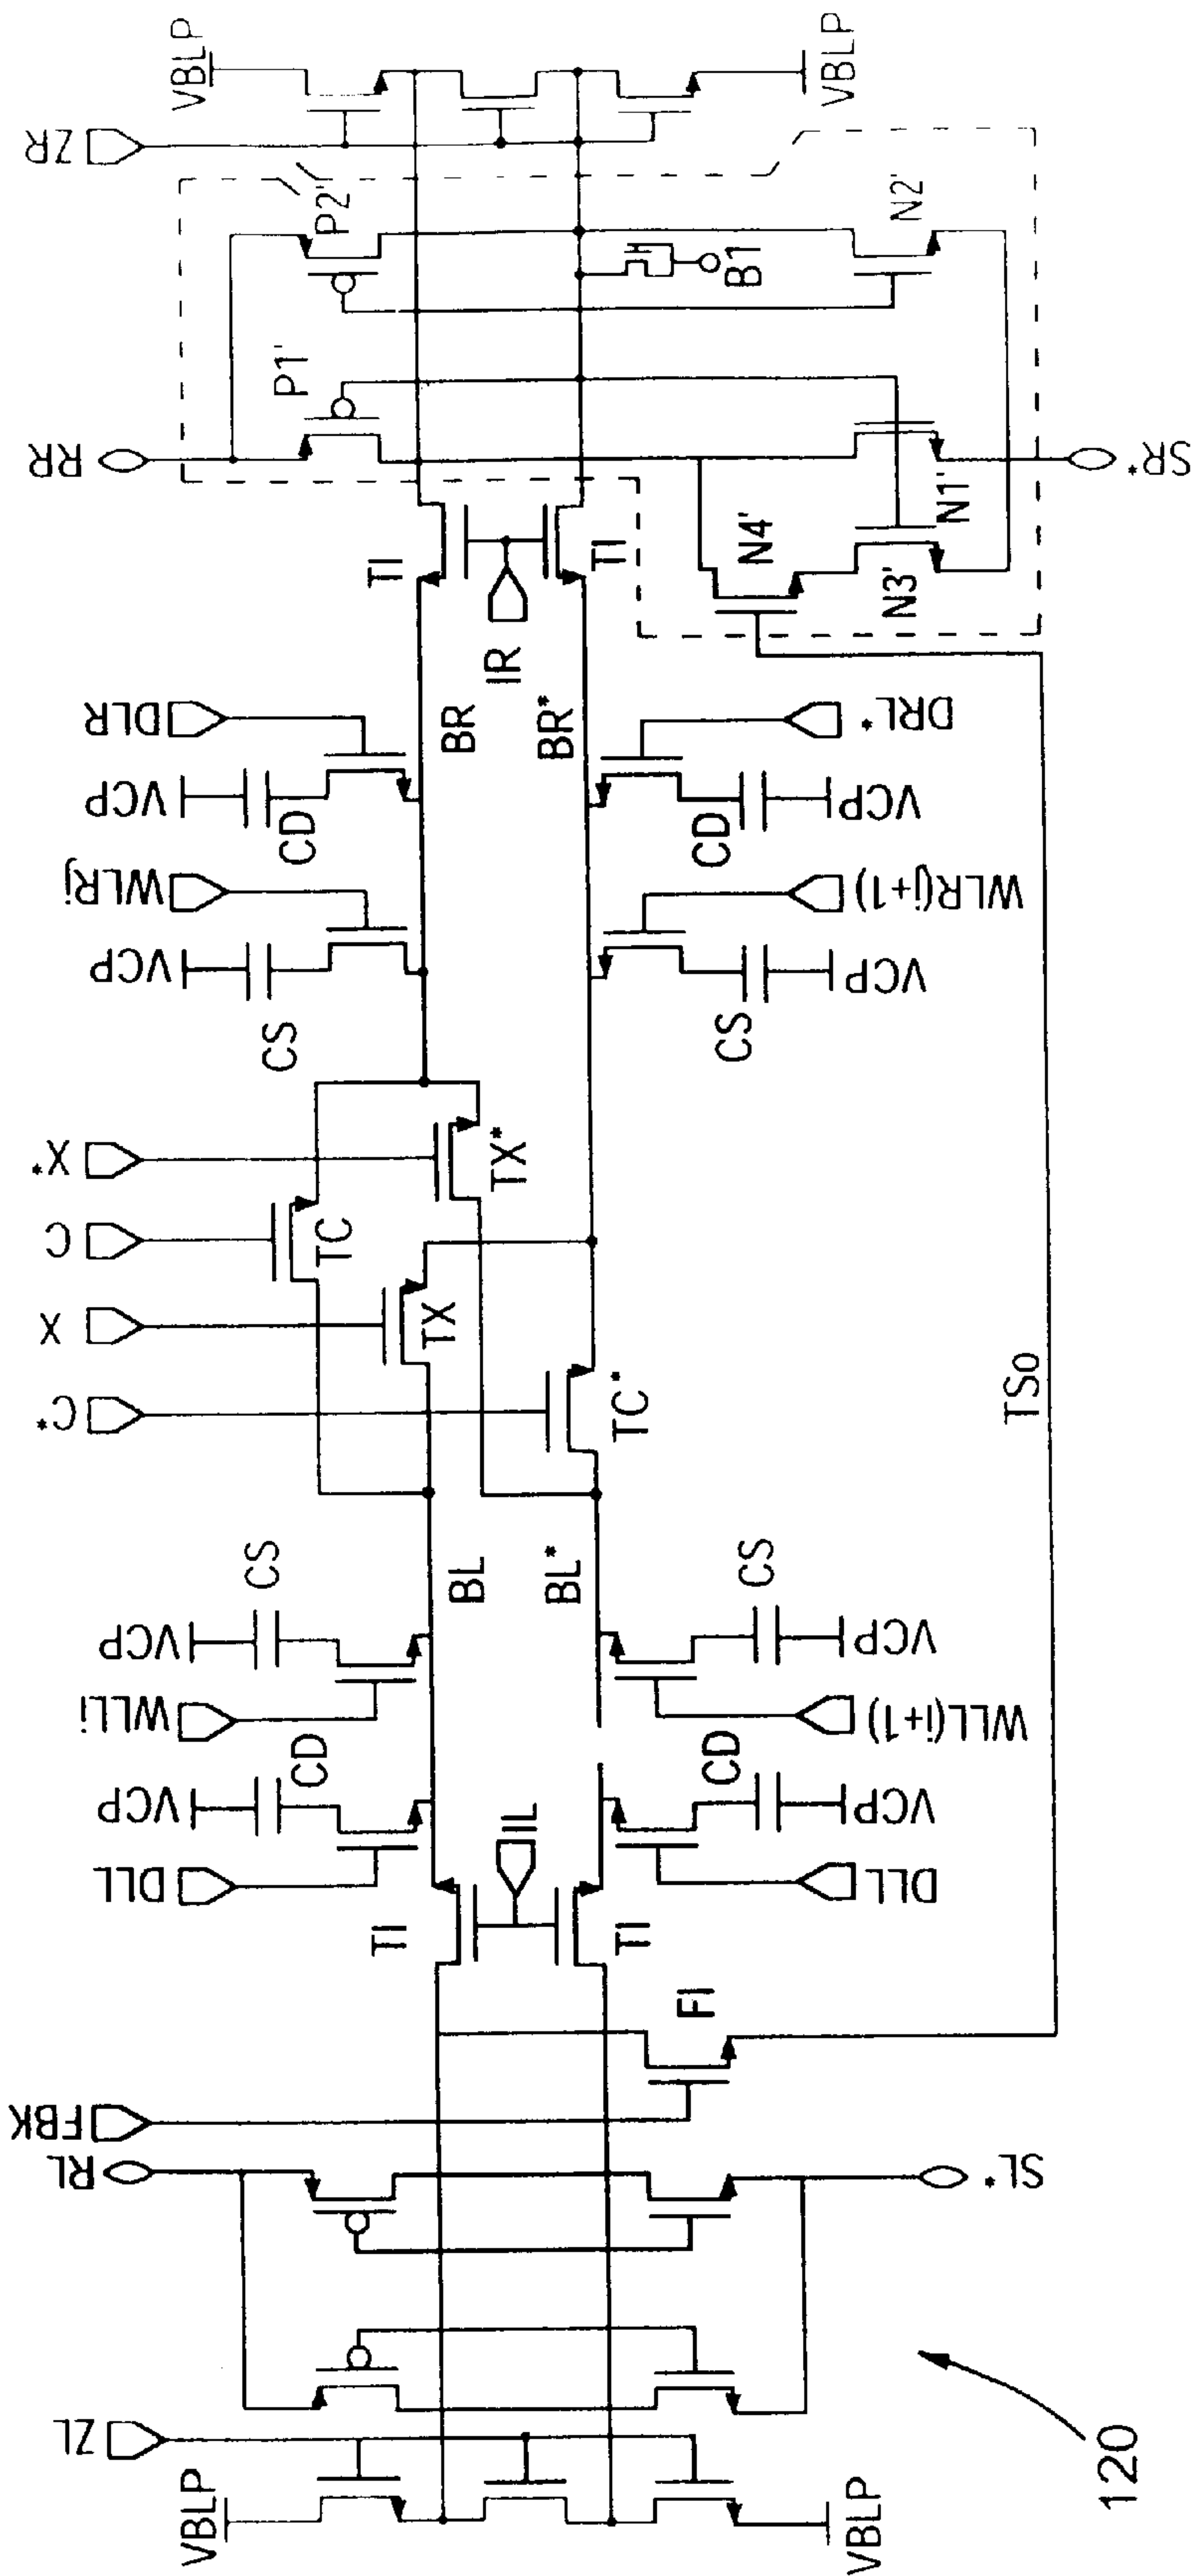 VBLP
ZR
VBLP
P2'
N2'
B1
P1'
RR
N1'
SR*
N4'
N3'
TI
IR
TI
DLR
VCP
CD
BR
BR*
DRL*
CD
VCP
WLRj
VCP
CS
WLR(j+1)
CS
VCP
X*
TX*
C
TC
X
TX
C*
TC*
TSo
CS
VCP
BL
BL*
CS
VCP
WLLi
WLL(i+1)
CD
VCP
CD
VCP
DLL
DLL
IL
TI
TI
FI
FBK
RL
SL*
ZL
VBLP
VBLP
120